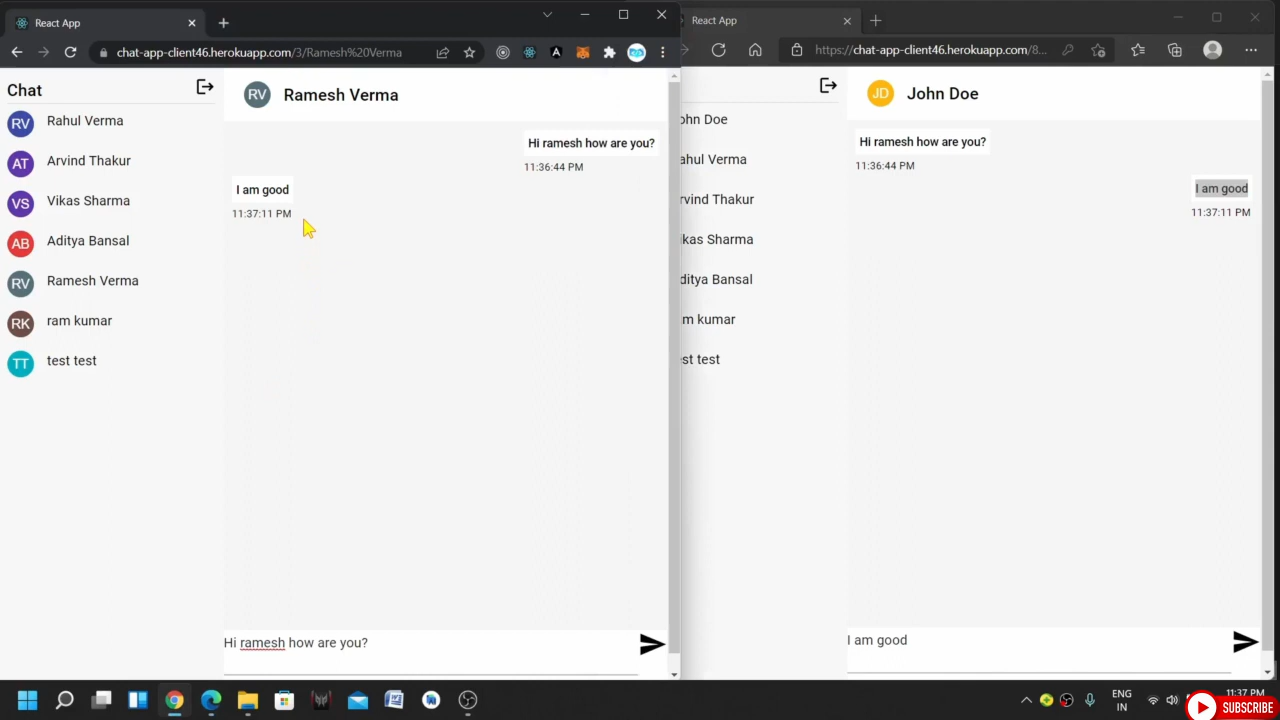 React App
chat-app-client46.herokuapp.com/3/Ramesh%20Verma
Chat
RV Rahul Verma
AT Arvind Thakur
VS Vikas Sharma
AB Aditya Bansal
RV Ramesh Verma
RK ram kumar
TT test test
RV Ramesh Verma
Hi ramesh how are you?
11:36:44 PM
I am good
11:37:11 PM
Hi ramesh how are you?
React App
https://chat-app-client46.herokuapp.com/8...
ohn Doe
ahul Verma
rvind Thakur
ikas Sharma
ditya Bansal
m kumar
est test
JD John Doe
Hi ramesh how are you?
11:36:44 PM
I am good
11:37:11 PM
I am good
ENG
IN
11:37 PM
SUBSCRIBE